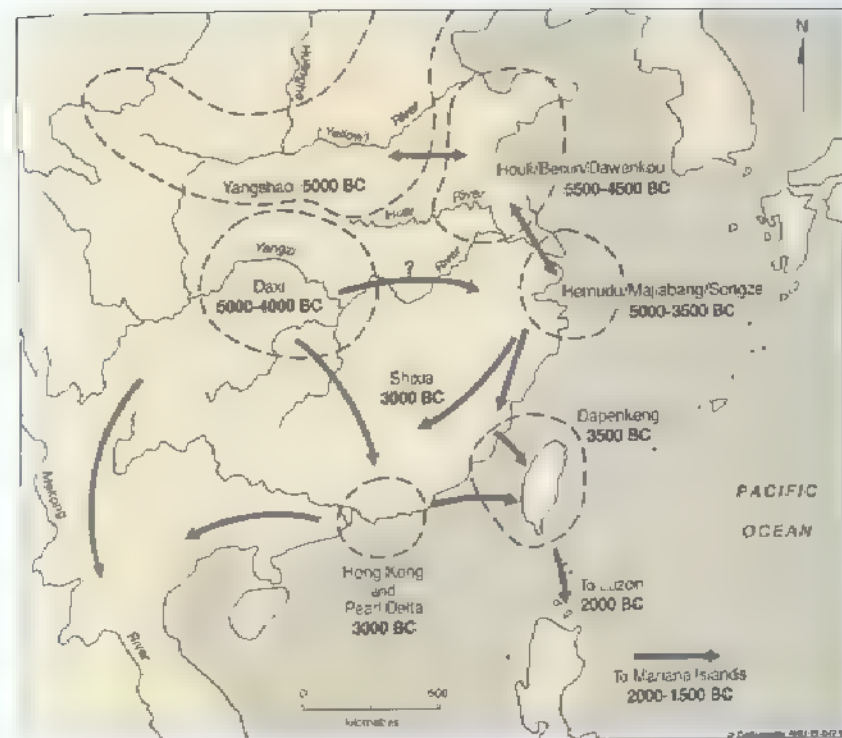 N
Huanghe
River
(Yellow)
Yangshao 5000 BC
Houli/Beixin/Dawenkou
5500-4500 BC
Huai River
Yangzi River
?
Daxi
5000-4000 BC
Hemudu/Majiabang/Songze
5000-3500 BC
Shixia
3000 BC
Dapenkeng
3500 BC
Mekong
River
PACIFIC
OCEAN
Hong Kong
and
Pearl Delta
3000 BC
To Luzon
2000 BC
To Mariana Islands
2000-1500 BC
0 500
kilometres